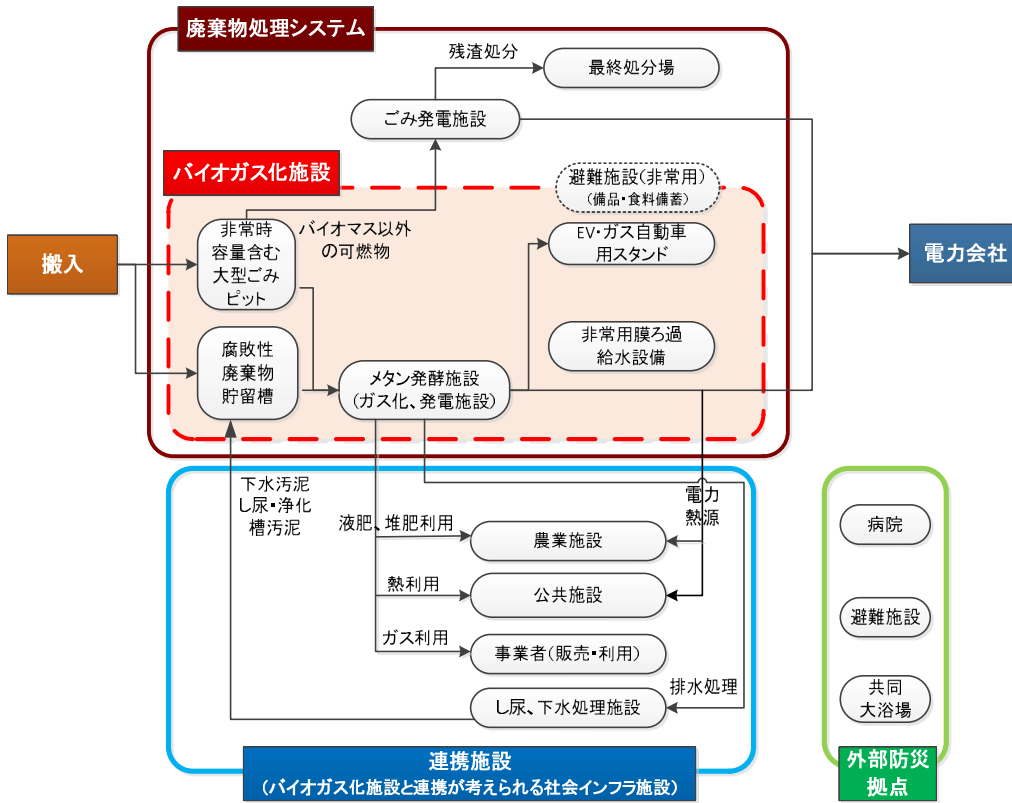 廃棄物処理システム
残渣処分
最終処分場
ごみ発電施設
バイオガス化施設
避難施設(非常用)
(備品・食料備蓄)
非常時
容量含む
大型ごみ
ピット
バイオマス以外
の可燃物
EV・ガス自動車
用スタンド
搬入
電力会社
腐敗性
廃棄物
貯留槽
非常用膜ろ過
給水設備
メタン発酵施設
(ガス化、発電施設)
下水汚泥
し尿・浄化
槽汚泥
電力
熱源
液肥、堆肥利用
農業施設
熱利用
公共施設
ガス利用
事業者(販売・利用)
排水処理
し尿、下水処理施設
連携施設
(バイオガス化施設と連携が考えられる社会インフラ施設)
病院
避難施設
共同
大浴場
外部防災
拠点